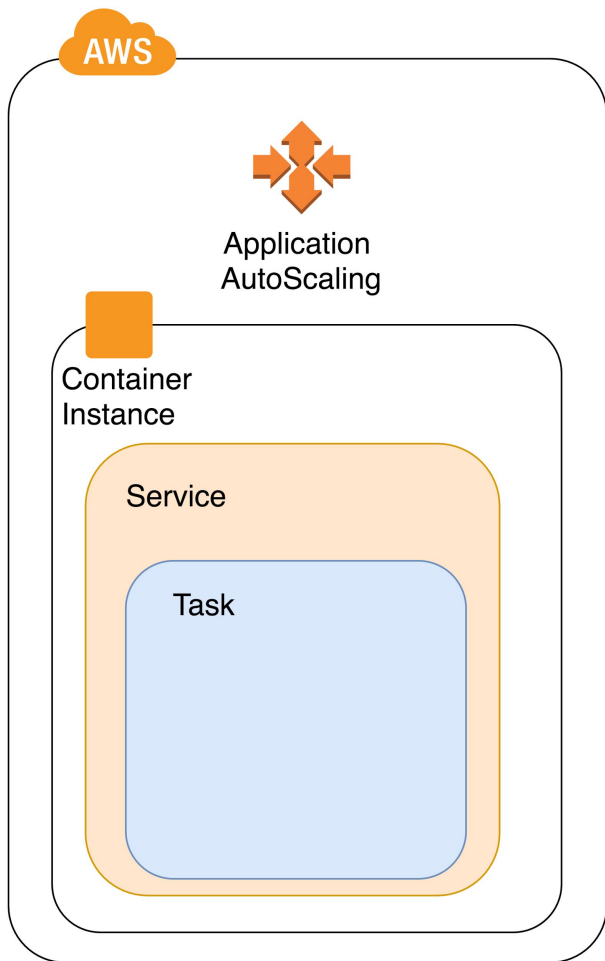 AWS
Application
AutoScaling
Container
Instance
Service
Task